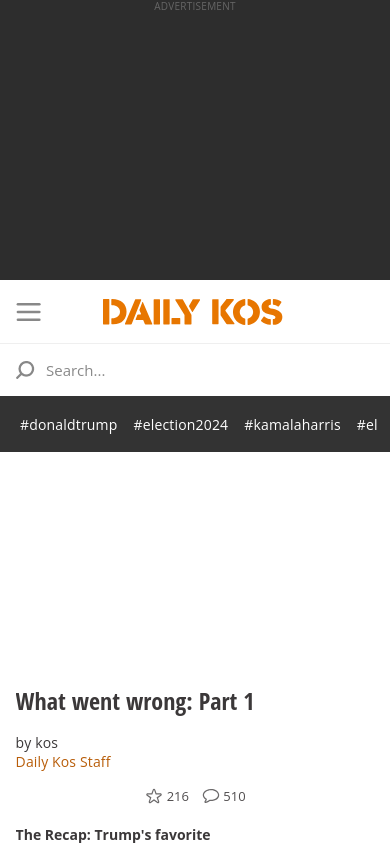 ADVERTISEMENT
DAILY KOS
Search...
#donaldtrump #election2024 #kamalaharris #el
What went wrong: Part 1
by kos
Daily Kos Staff
216 510
The Recap: Trump's favorite